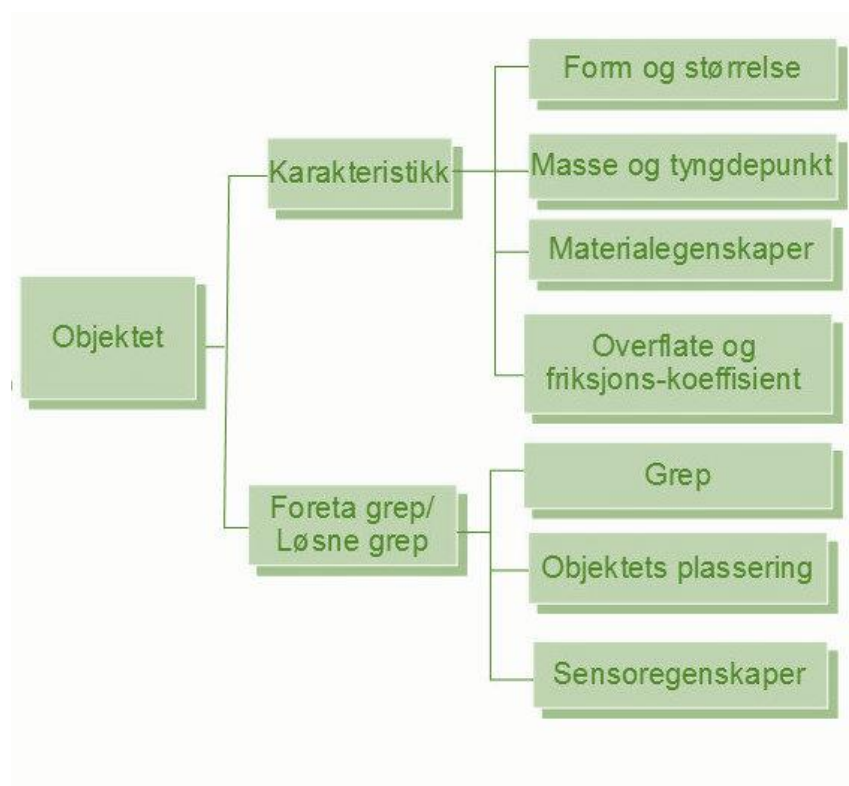 Objektet
Karakteristikk
Form og størrelse
Masse og tyngdepunkt
Materialegenskaper
Overflate og
friksjons-koeffisient
Foreta grep/
Løsne grep
Grep
Objektets plassering
Sensoregenskaper